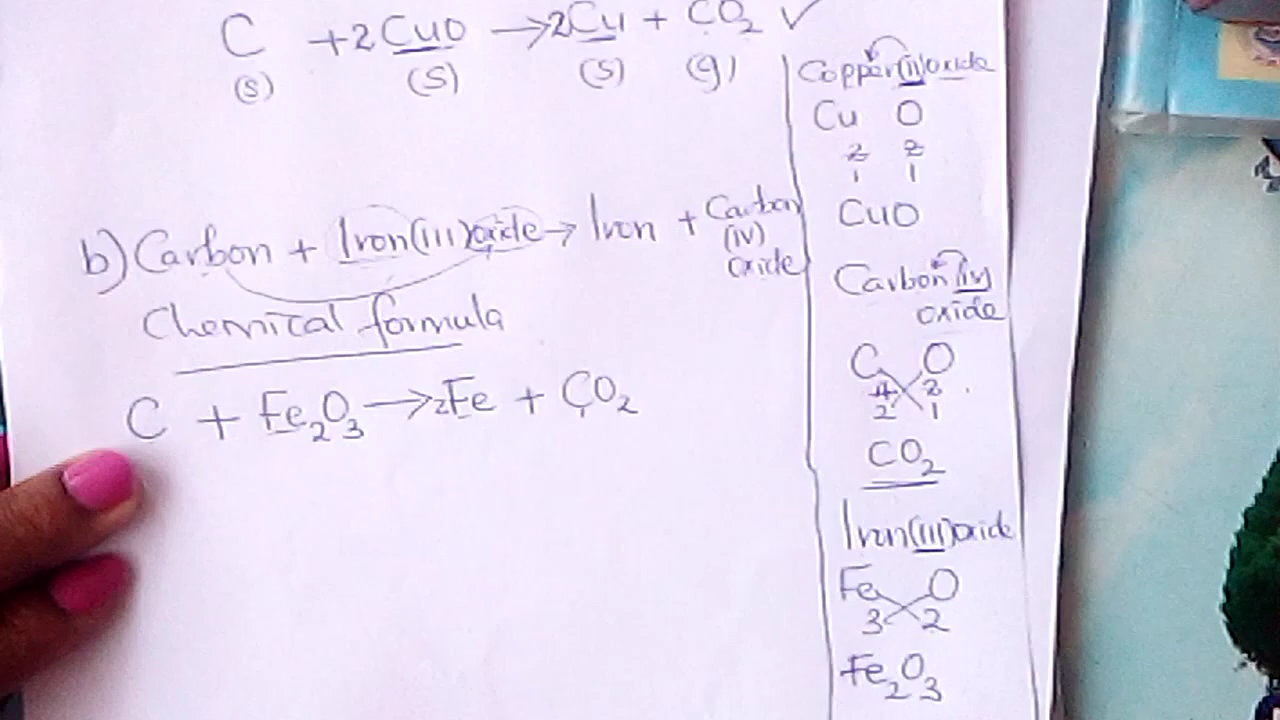 C + 2 CuO → 2Cu + CO2 ✓
(s) (s) (s) (g)
b) Carbon + Iron(III)oxide → Iron + Carbon
(iv)
oxide
Chemical formula
C + Fe2O3 → 2Fe + CO2
Copper(ii)oxide
Cu O
2 2
1 1
CuO
Carbon (iv)
oxide
C O
4 2
2 1
CO2
Iron(III)oxide
Fe O
3 2
Fe2O3